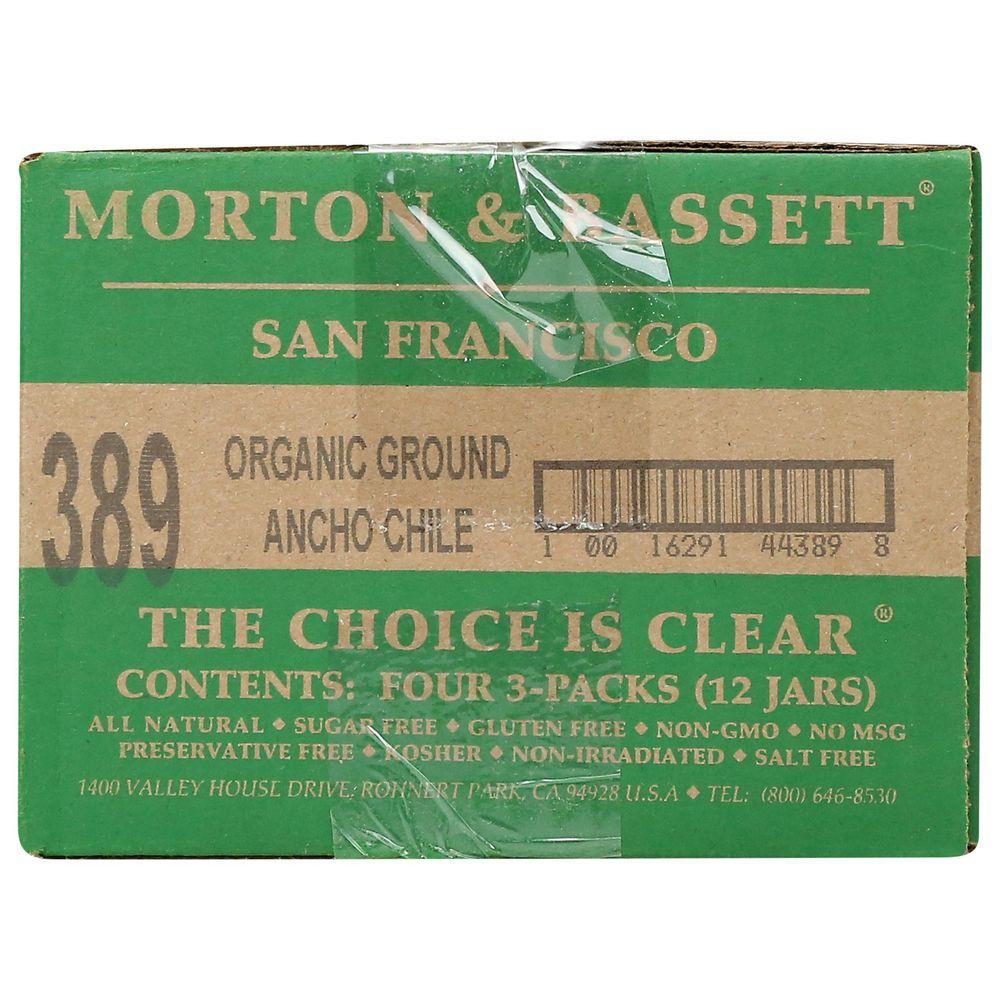 MORTON & BASSETT®
SAN FRANCISCO
389
ORGANIC GROUND
ANCHO CHILE
1 00 16291 44389 8
THE CHOICE IS CLEAR®
CONTENTS: FOUR 3-PACKS (12 JARS)
ALL NATURAL ♦ SUGAR FREE ♦ GLUTEN FREE ♦ NON-GMO ♦ NO MSG
PRESERVATIVE FREE ♦ KOSHER ♦ NON-IRRADIATED ♦ SALT FREE
1400 VALLEY HOUSE DRIVE, ROHNERT PARK, CA 94928 U.S.A ♦ TEL: (800) 646-8530